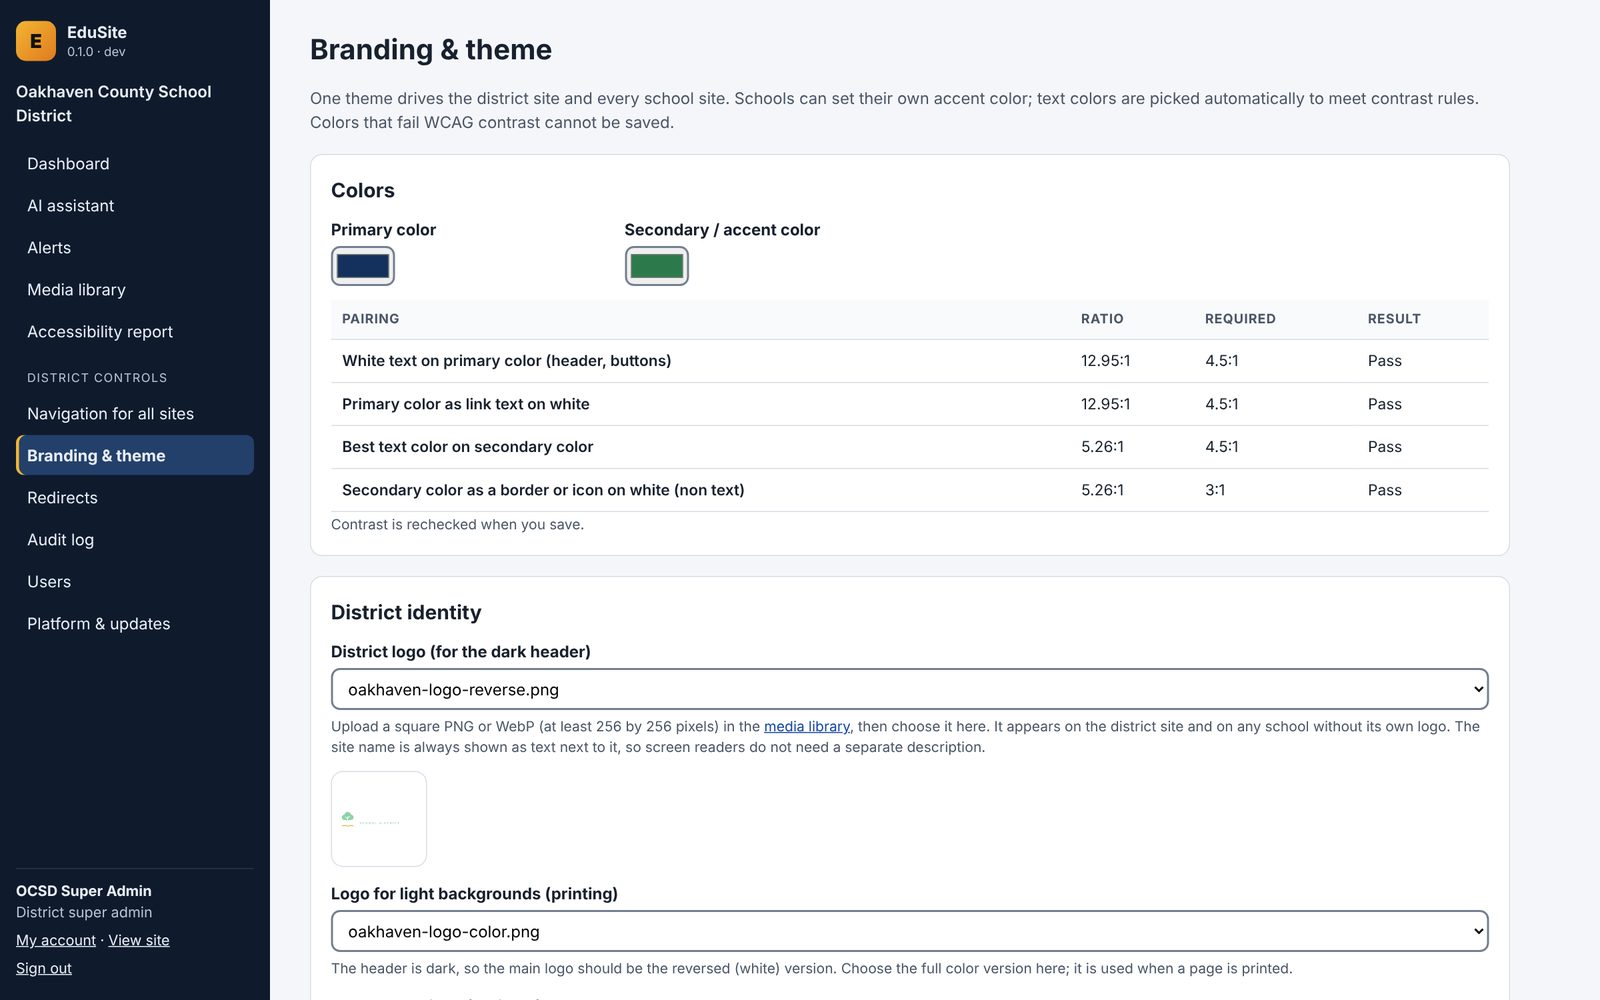 E
EduSite
0.1.0 · dev
Oakhaven County School
District
Dashboard
AI assistant
Alerts
Media library
Accessibility report
DISTRICT CONTROLS
Navigation for all sites
Branding & theme
Redirects
Audit log
Users
Platform & updates
OCSD Super Admin
District super admin
My account · View site
Sign out
Branding & theme
One theme drives the district site and every school site. Schools can set their own accent color; text colors are picked automatically to meet contrast rules.
Colors that fail WCAG contrast cannot be saved.
Colors
Primary color
Secondary / accent color
PAIRING RATIO REQUIRED RESULT
White text on primary color (header, buttons) 12.95:1 4.5:1 Pass
Primary color as link text on white 12.95:1 4.5:1 Pass
Best text color on secondary color 5.26:1 4.5:1 Pass
Secondary color as a border or icon on white (non text) 5.26:1 3:1 Pass
Contrast is rechecked when you save.
District identity
District logo (for the dark header)
oakhaven-logo-reverse.png
Upload a square PNG or WebP (at least 256 by 256 pixels) in the media library, then choose it here. It appears on the district site and on any school without its own logo. The
site name is always shown as text next to it, so screen readers do not need a separate description.
Logo for light backgrounds (printing)
oakhaven-logo-color.png
The header is dark, so the main logo should be the reversed (white) version. Choose the full color version here; it is used when a page is printed.